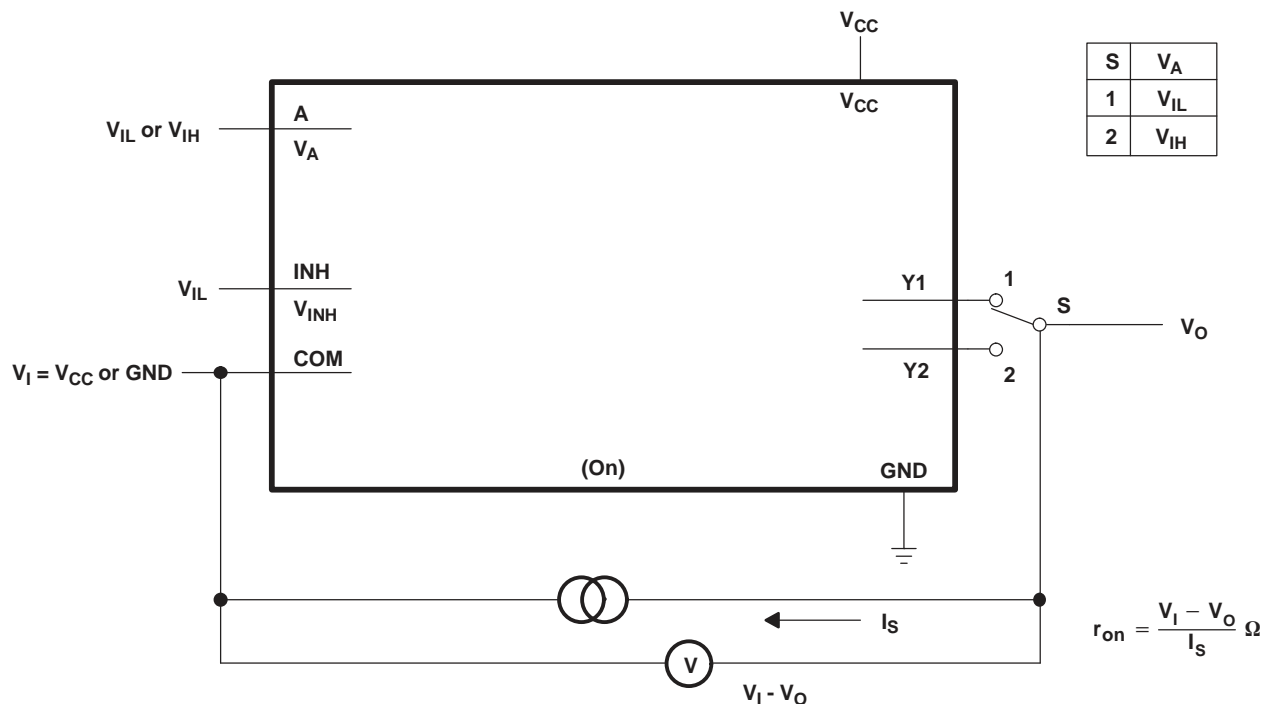 VCC
S VA
1 VIL
2 VIH
VCC
A
VIL or VIH
VA
INH
VIL
VINH
Y1
1
S
VO
COM
VI = VCC or GND
Y2
2
(On)
GND
IS
ron = VI − VO / IS Ω
V
VI - VO